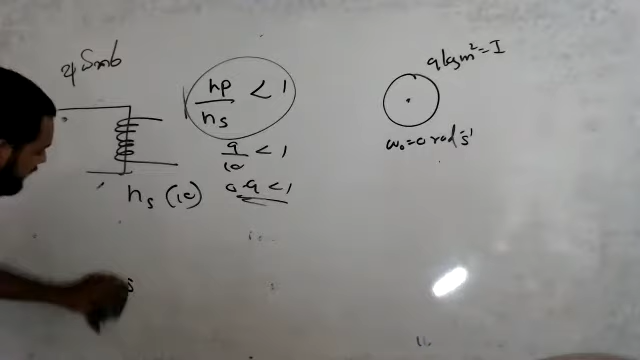 np/ns < 1
9/10 < 1
ns (10) 0.9 < 1
9 kgm² = I
ω₀ = 0 rad s⁻¹